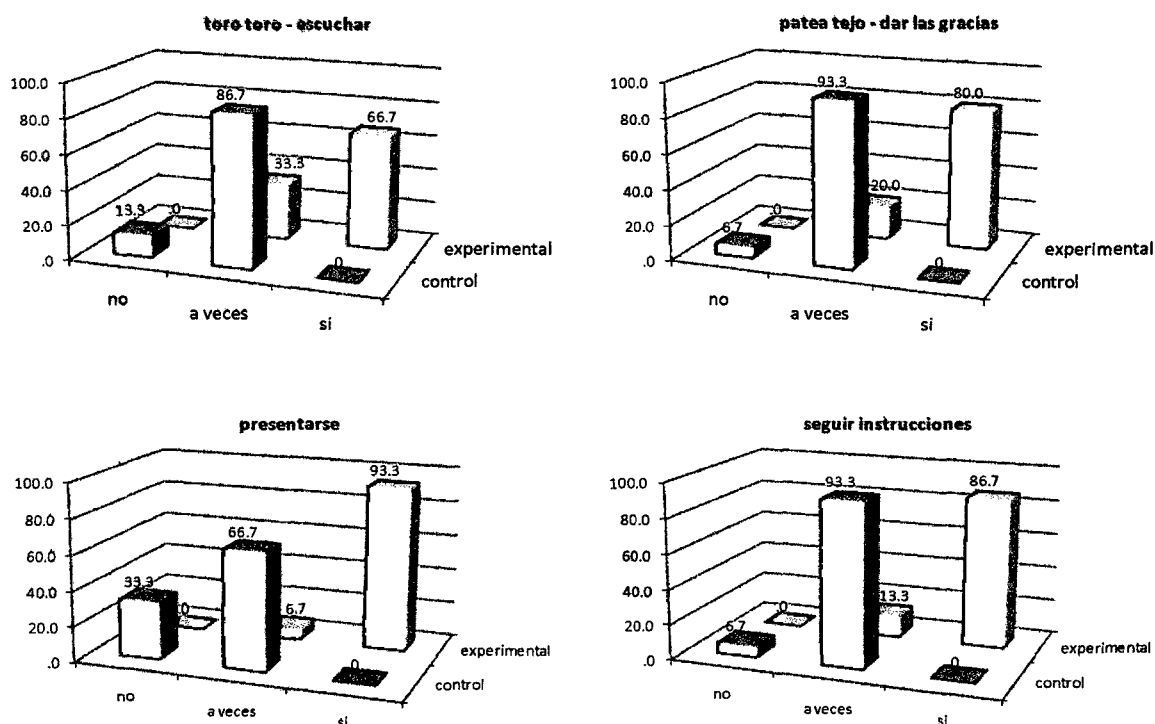 toro toro - escuchar
100.0
80.0
60.0
40.0
20.0
.0
13.3
.0
86.7
33.3
66.7
0
no
a veces
si
control
experimental
patea tejo - dar las gracias
100.0
80.0
60.0
40.0
20.0
.0
6.7
.0
93.3
20.0
80.0
0
no
a veces
si
control
experimental
presentarse
100.0
80.0
60.0
40.0
20.0
.0
33.3
.0
66.7
6.7
93.3
0
no
a veces
si
control
experimental
seguir instrucciones
100.0
80.0
60.0
40.0
20.0
.0
6.7
.0
93.3
13.3
86.7
0
no
a veces
si
control
experimental